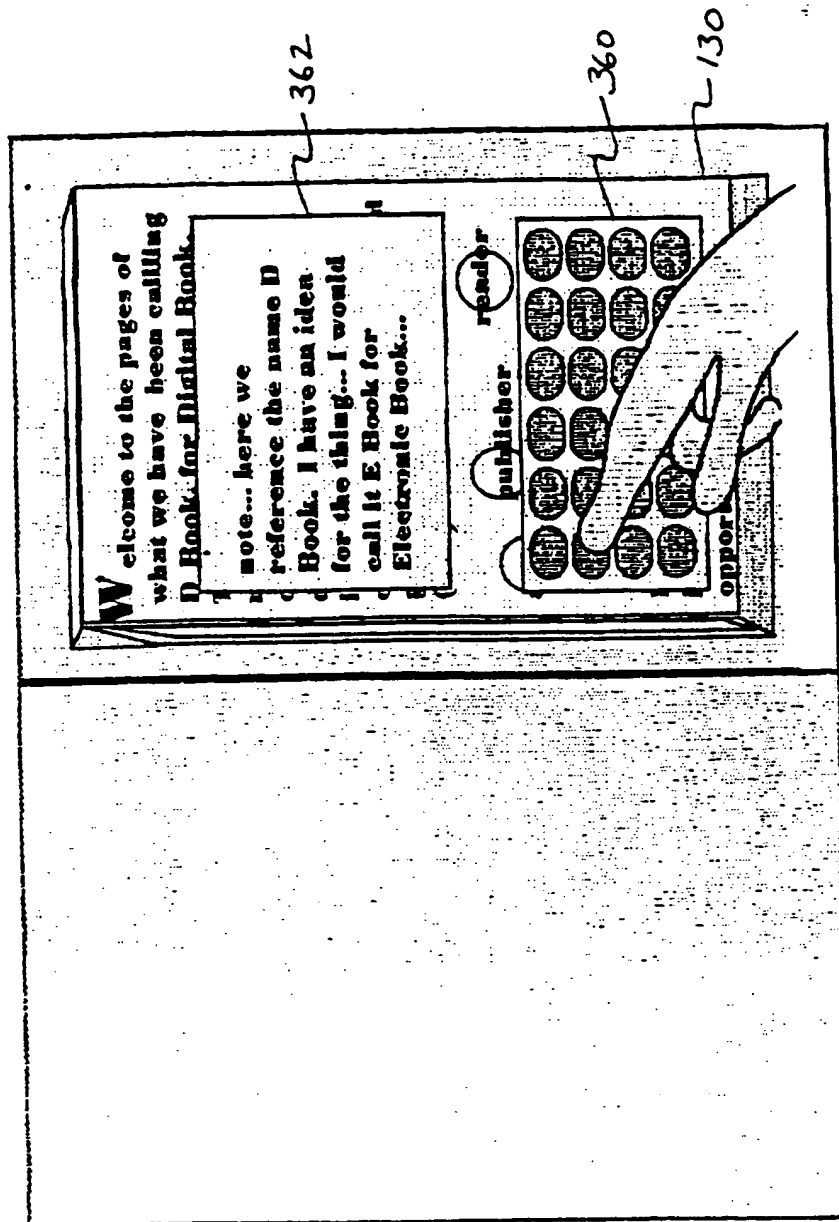 Welcome to the pages of
what we have been callling
D Book, for Digital Book.
note... here we
reference the name D
Book. I have an idea
for the thing... I would
call it E Book for
Electronic Book...
publisher
reader
oppor
362
360
130